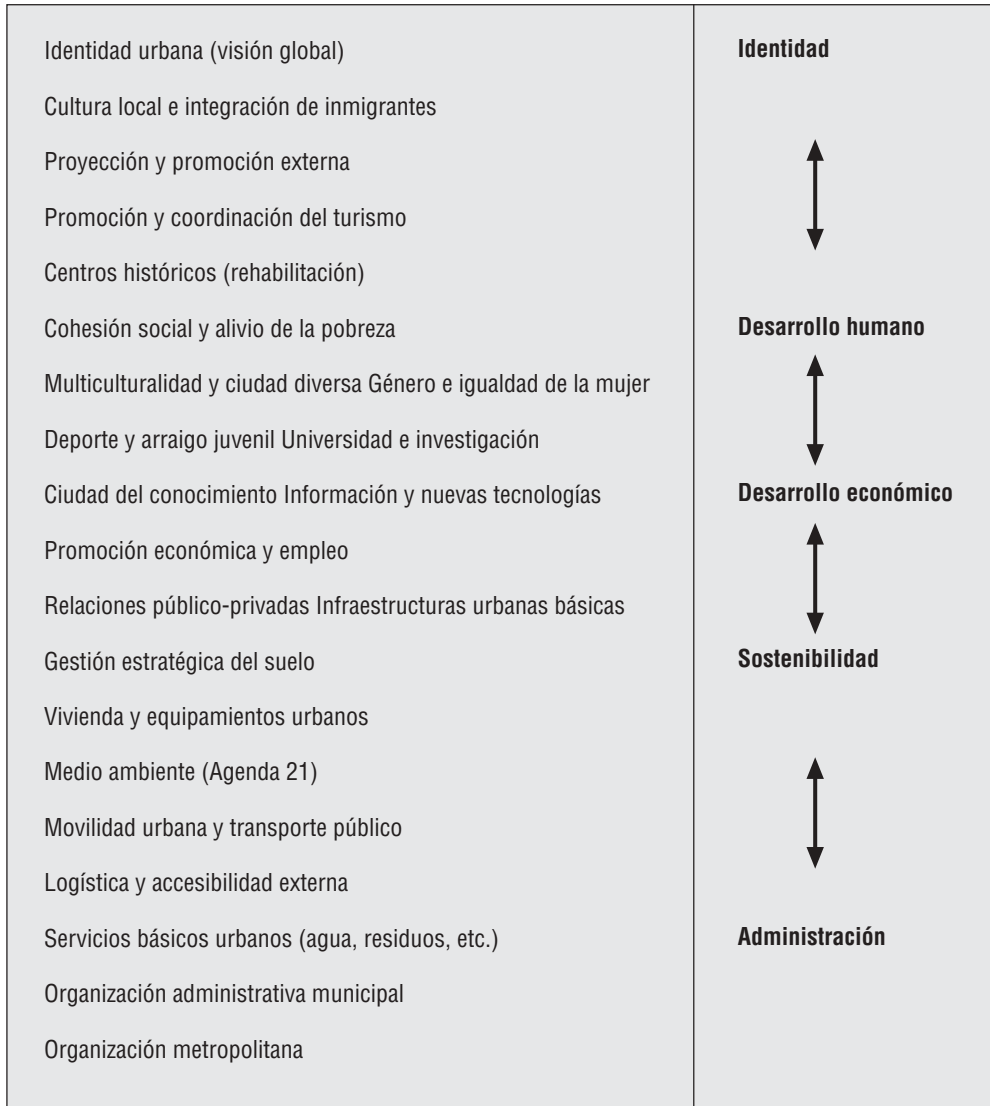 Identidad urbana (visión global)
Identidad
Cultura local e integración de inmigrantes
Proyección y promoción externa
Promoción y coordinación del turismo
Centros históricos (rehabilitación)
Cohesión social y alivio de la pobreza
Desarrollo humano
Multiculturalidad y ciudad diversa Género e igualdad de la mujer
Deporte y arraigo juvenil Universidad e investigación
Ciudad del conocimiento Información y nuevas tecnologías
Desarrollo económico
Promoción económica y empleo
Relaciones público-privadas Infraestructuras urbanas básicas
Gestión estratégica del suelo
Sostenibilidad
Vivienda y equipamientos urbanos
Medio ambiente (Agenda 21)
Movilidad urbana y transporte público
Logística y accesibilidad externa
Servicios básicos urbanos (agua, residuos, etc.)
Administración
Organización administrativa municipal
Organización metropolitana